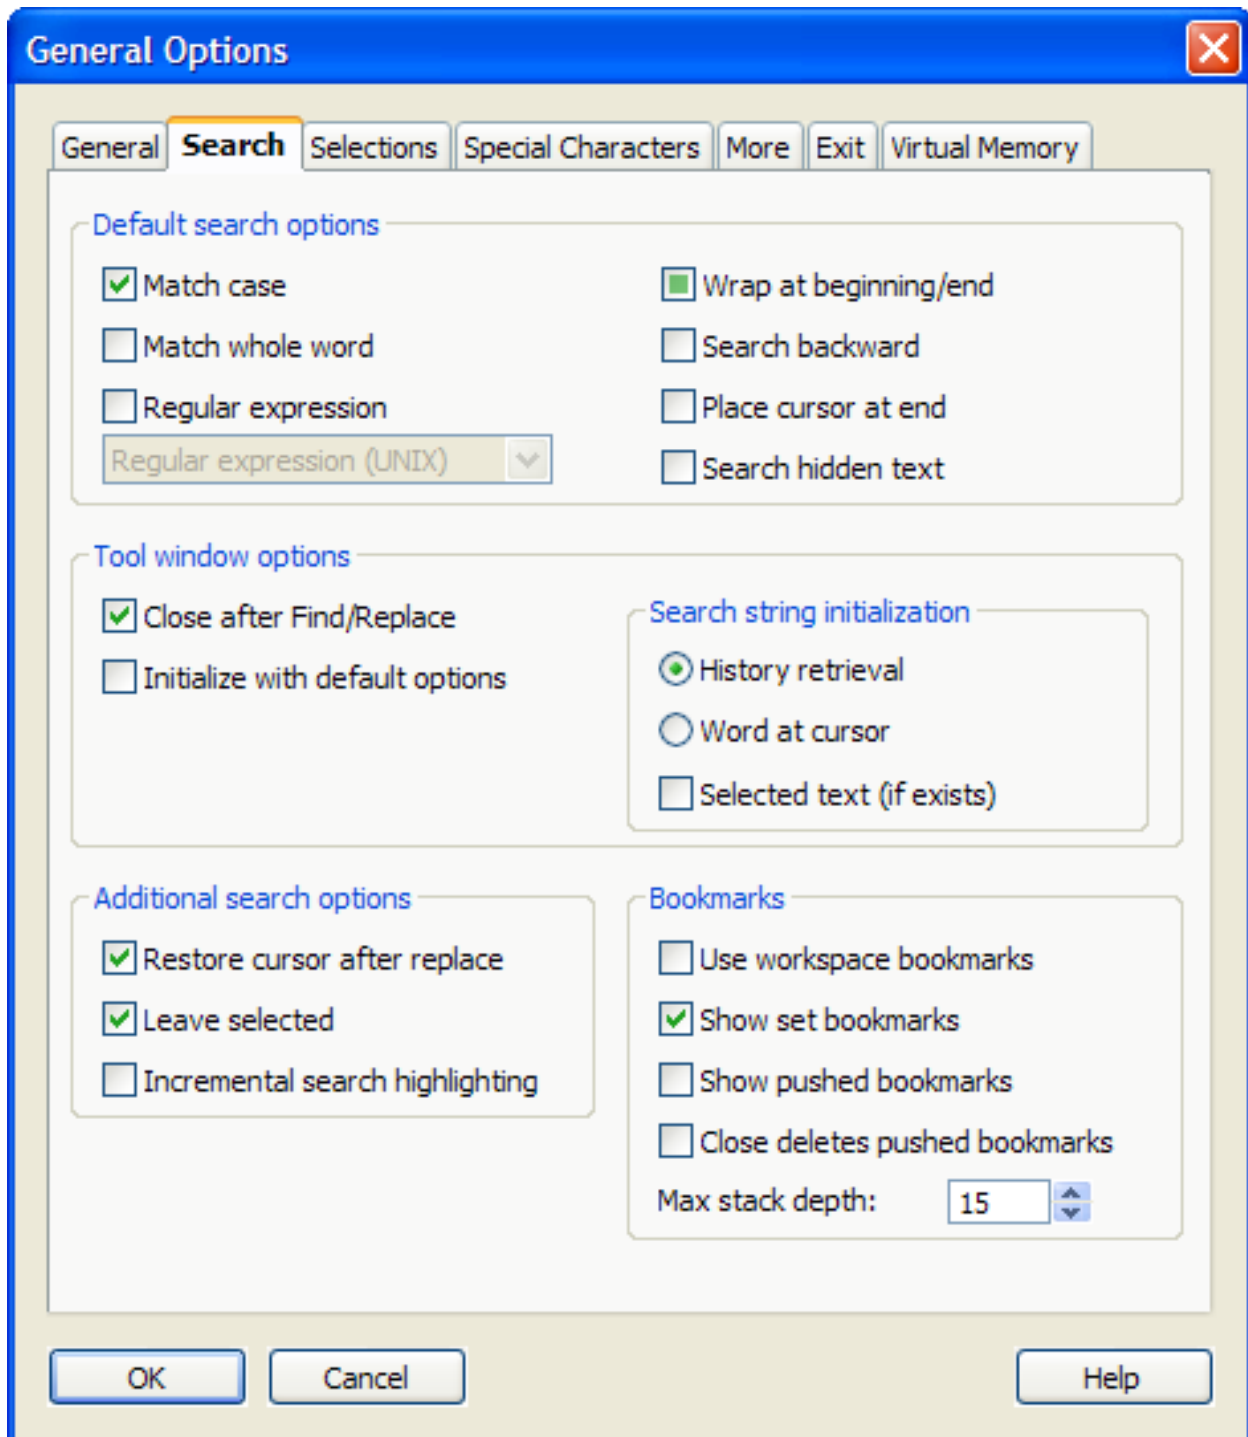 General Options
General Search Selections Special Characters More Exit Virtual Memory
Default search options
Match case
Wrap at beginning/end
Match whole word
Search backward
Regular expression
Place cursor at end
Regular expression (UNIX)
Search hidden text
Tool window options
Close after Find/Replace
Initialize with default options
Search string initialization
History retrieval
Word at cursor
Selected text (if exists)
Additional search options
Restore cursor after replace
Leave selected
Incremental search highlighting
Bookmarks
Use workspace bookmarks
Show set bookmarks
Show pushed bookmarks
Close deletes pushed bookmarks
Max stack depth: 15
OK Cancel Help